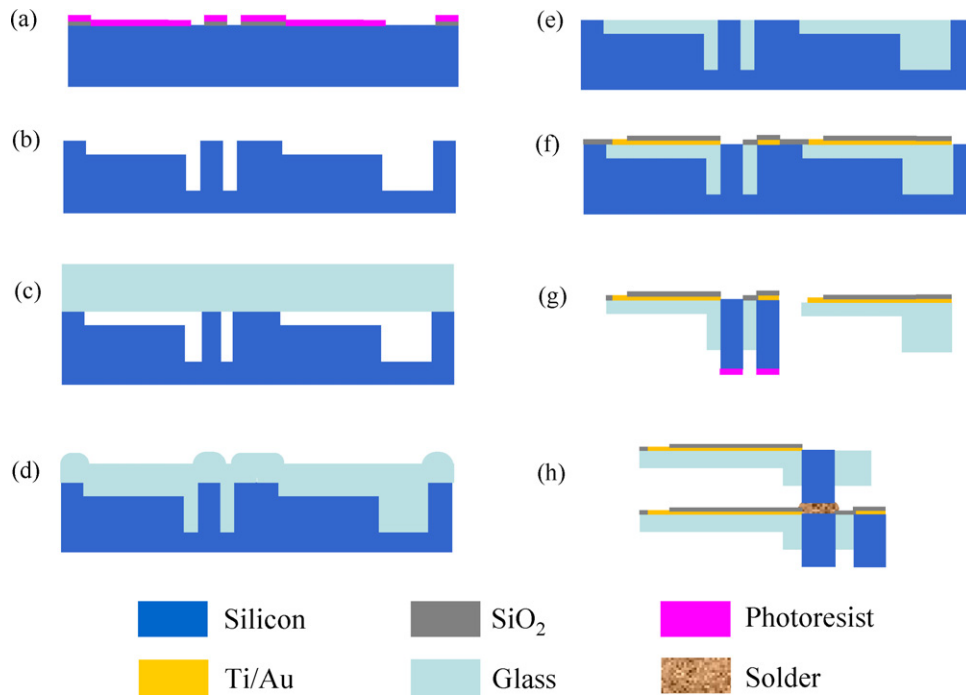 (a)
(b)
(c)
(d)
(e)
(f)
(g)
(h)
Silicon
SiO₂
Photoresist
Ti/Au
Glass
Solder